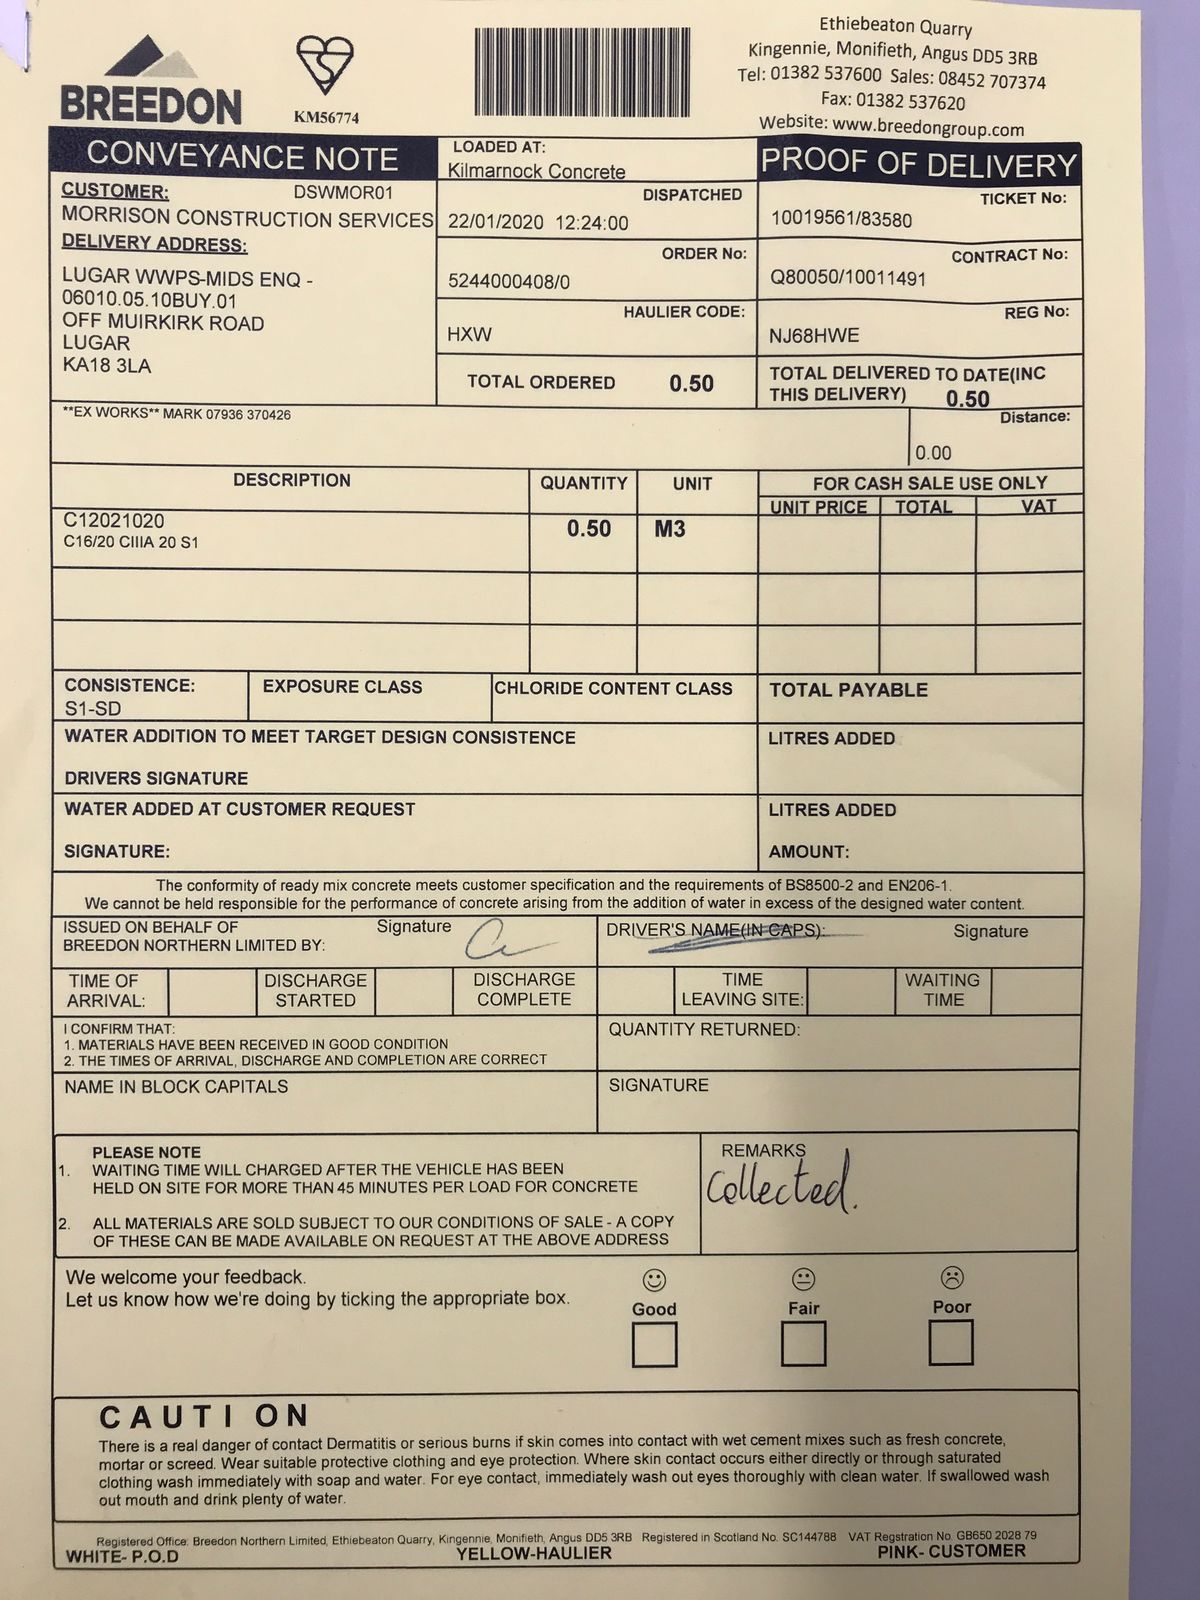 Ethiebeaton Quarry
Kingennie, Monifieth, Angus DD5 3RB
Tel: 01382 537600 Sales: 08452 707374
Fax: 01382 537620
Website: www.breedongroup.com
BREEDON
KM56774
CONVEYANCE NOTE
LOADED AT:
Kilmarnock Concrete
PROOF OF DELIVERY
CUSTOMER: DSWMOR01
MORRISON CONSTRUCTION SERVICES
DISPATCHED
22/01/2020 12:24:00
TICKET No:
10019561/83580
DELIVERY ADDRESS:
LUGAR WWPS-MIDS ENQ -
06010.05.10BUY.01
OFF MUIRKIRK ROAD
LUGAR
KA18 3LA
ORDER No:
5244000408/0
CONTRACT No:
Q80050/10011491
HAULIER CODE:
HXW
REG No:
NJ68HWE
TOTAL ORDERED 0.50
TOTAL DELIVERED TO DATE(INC
THIS DELIVERY) 0.50
**EX WORKS** MARK 07936 370426
Distance:
0.00
DESCRIPTION QUANTITY UNIT FOR CASH SALE USE ONLY
UNIT PRICE TOTAL VAT
C12021020 0.50 M3
C16/20 CIIIA 20 S1
CONSISTENCE: EXPOSURE CLASS CHLORIDE CONTENT CLASS TOTAL PAYABLE
S1-SD
WATER ADDITION TO MEET TARGET DESIGN CONSISTENCE LITRES ADDED
DRIVERS SIGNATURE
WATER ADDED AT CUSTOMER REQUEST LITRES ADDED
SIGNATURE: AMOUNT:
The conformity of ready mix concrete meets customer specification and the requirements of BS8500-2 and EN206-1.
We cannot be held responsible for the performance of concrete arising from the addition of water in excess of the designed water content.
ISSUED ON BEHALF OF Signature
BREEDON NORTHERN LIMITED BY:
DRIVER'S NAME(IN CAPS): Signature
TIME OF
ARRIVAL:
DISCHARGE
STARTED
DISCHARGE
COMPLETE
TIME
LEAVING SITE:
WAITING
TIME
I CONFIRM THAT:
1. MATERIALS HAVE BEEN RECEIVED IN GOOD CONDITION
2. THE TIMES OF ARRIVAL, DISCHARGE AND COMPLETION ARE CORRECT
QUANTITY RETURNED:
NAME IN BLOCK CAPITALS
SIGNATURE
PLEASE NOTE
1. WAITING TIME WILL CHARGED AFTER THE VEHICLE HAS BEEN
HELD ON SITE FOR MORE THAN 45 MINUTES PER LOAD FOR CONCRETE
2. ALL MATERIALS ARE SOLD SUBJECT TO OUR CONDITIONS OF SALE - A COPY
OF THESE CAN BE MADE AVAILABLE ON REQUEST AT THE ABOVE ADDRESS
REMARKS
Collected.
We welcome your feedback.
Let us know how we're doing by ticking the appropriate box.
Good Fair Poor
CAUTION
There is a real danger of contact Dermatitis or serious burns if skin comes into contact with wet cement mixes such as fresh concrete,
mortar or screed. Wear suitable protective clothing and eye protection. Where skin contact occurs either directly or through saturated
clothing wash immediately with soap and water. For eye contact, immediately wash out eyes thoroughly with clean water. If swallowed wash
out mouth and drink plenty of water.
Registered Office: Breedon Northern Limited, Ethiebeaton Quarry, Kingennie, Monifieth, Angus DD5 3RB Registered in Scotland No. SC144788 VAT Regstration No. GB650 2028 79
WHITE- P.O.D YELLOW-HAULIER PINK- CUSTOMER